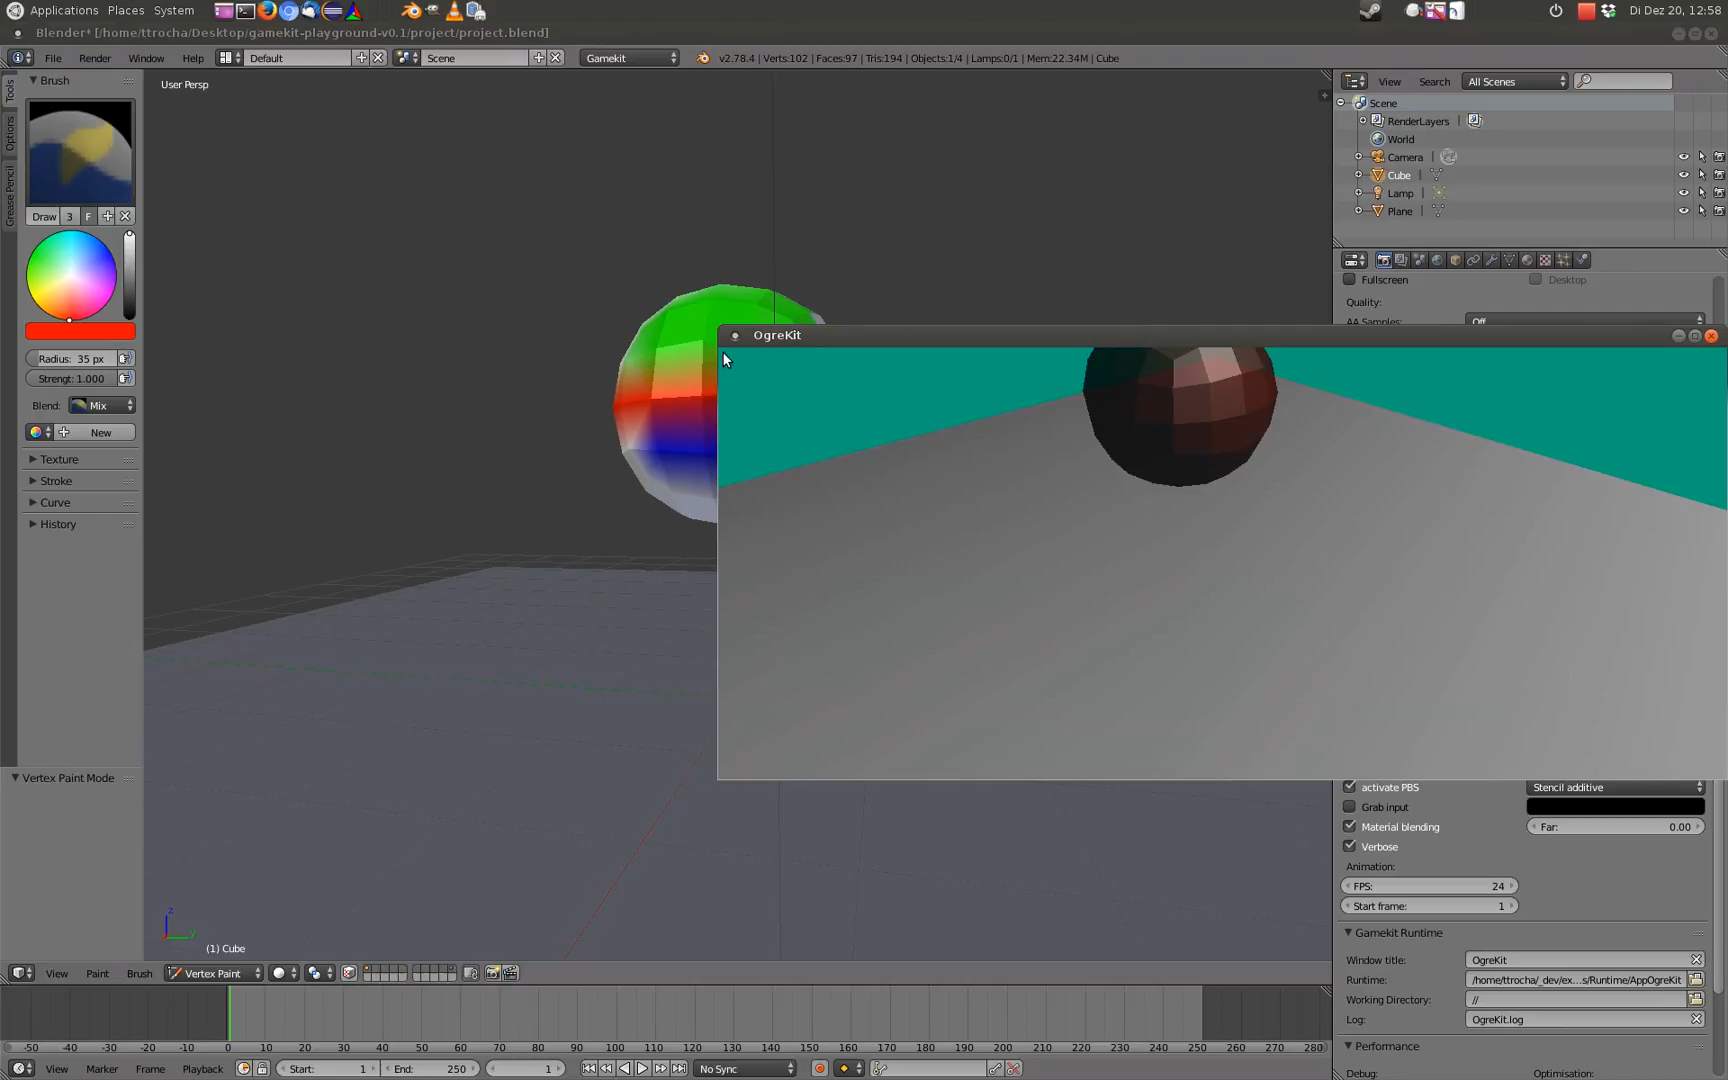 Applications Places System
Di Dez 20, 12:58
Blender* [/home/ttrocha/Desktop/gamekit-playground-v0.1/project/project.blend]
File Render Window Help
Default
Scene
Gamekit
v2.78.4 | Verts:102 | Faces:97 | Tris:194 | Objects:1/4 | Lamps:0/1 | Mem:22.34M | Cube
Tools
Options
Grease Pencil
Brush
Draw 3 F
Radius: 35 px
Strengt: 1.000
Blend: Mix
New
Texture
Stroke
Curve
History
Vertex Paint Mode
User Persp
z
y
(1) Cube
OgreKit
View Search All Scenes
Scene
RenderLayers
World
Camera
Cube
Lamp
Plane
Fullscreen
Desktop
Quality:
AA Samples:
Off
activate PBS
Stencil additive
Grab input
Material blending
Far: 0.00
Verbose
Animation:
FPS: 24
Start frame: 1
Gamekit Runtime
Window title: OgreKit
Runtime: /home/ttrocha/_dev/ex...s/Runtime/AppOgreKit
Working Directory: //
Log: OgreKit.log
Performance
Debug:
Optimisation:
View Paint Brush Vertex Paint
-50 -40 -30 -20 -10 0 10 20 30 40 50 60 70 80 90 100 110 120 130 140 150 160 170 180 190 200 210 220 230 240 250 260 270 280
View Marker Frame Playback
Start: 1
End: 250
1
No Sync